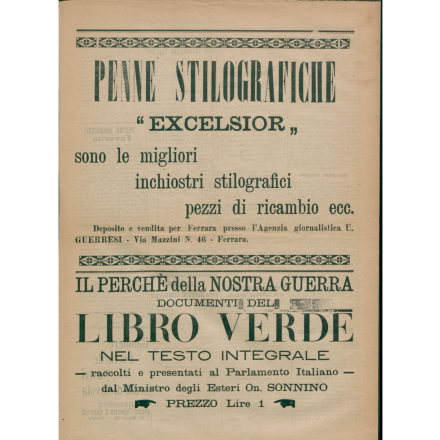 PENNE STILOGRAFICHE
“EXCELSIOR„
sono le migliori
inchiostri stilografici
pezzi di ricambio ecc.
Deposito e vendita per Ferrara presso l'Agenzia giornalistica U.
GUERRESI - Via Mazzini N. 46 - Ferrara.
IL PERCHÈ della NOSTRA GUERRA
DOCUMENTI DEL
LIBRO VERDE
NEL TESTO INTEGRALE
— raccolti e presentati al Parlamento Italiano —
dal Ministro degli Esteri On. SONNINO
PREZZO Lire 1